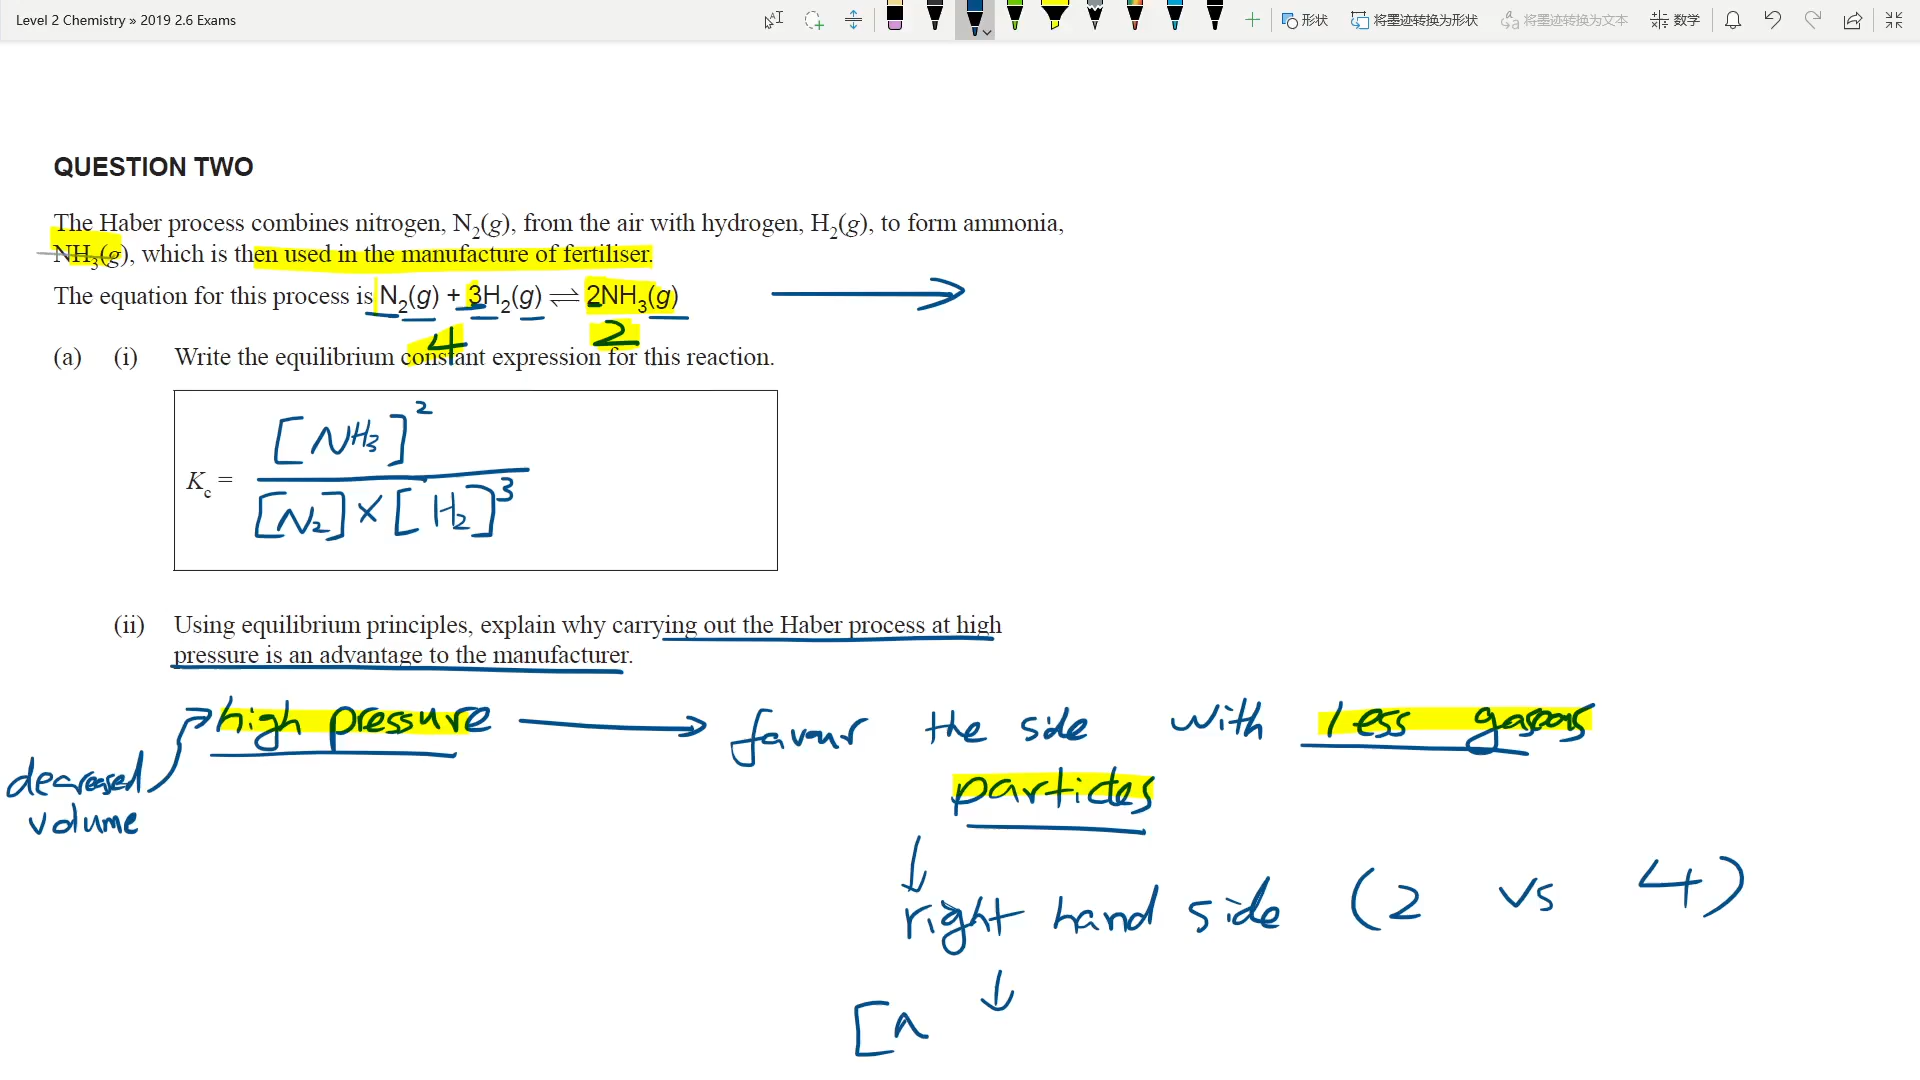 Level 2 Chemistry » 2019 2.6 Exams
形状
将墨迹转换为形状
将墨迹转换为文本
数学
QUESTION TWO
The Haber process combines nitrogen, N₂(g), from the air with hydrogen, H₂(g), to form ammonia,
NH₃(g), which is then used in the manufacture of fertiliser.
The equation for this process is N₂(g) + 3H₂(g) ⇌ 2NH₃(g)
4 2
(a) (i) Write the equilibrium constant expression for this reaction.
[NH₃]²
K꜀ =
[N₂] × [H₂]³
(ii) Using equilibrium principles, explain why carrying out the Haber process at high
pressure is an advantage to the manufacturer.
high pressure → favour the side with less gaseous
decreased
particles
volume
↓
right hand side (2 vs 4)
↓
[n